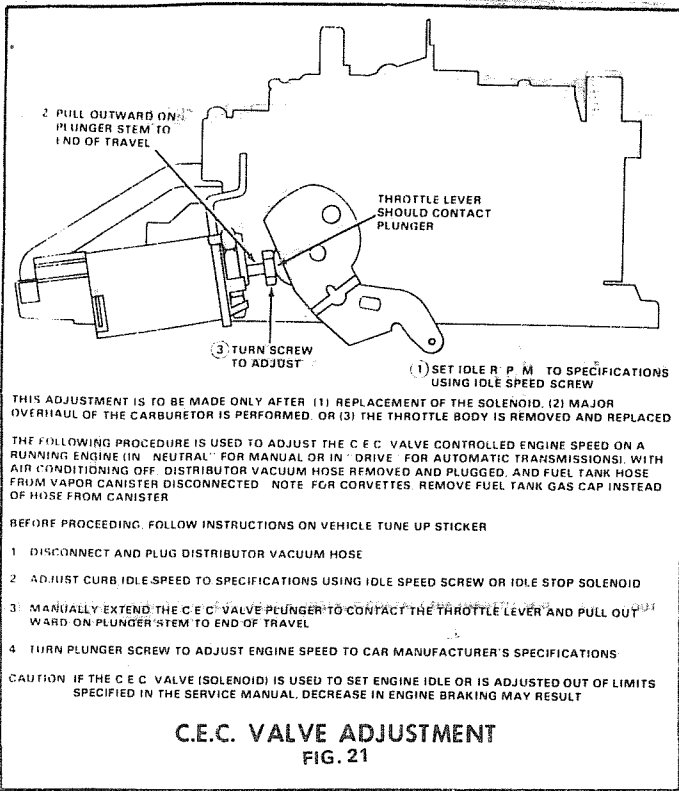 2 PULL OUTWARD ON
PLUNGER STEM TO
END OF TRAVEL
THROTTLE LEVER
SHOULD CONTACT
PLUNGER
3 TURN SCREW
TO ADJUST
1 SET IDLE R P M TO SPECIFICATIONS
USING IDLE SPEED SCREW
THIS ADJUSTMENT IS TO BE MADE ONLY AFTER (1) REPLACEMENT OF THE SOLENOID, (2) MAJOR
OVERHAUL OF THE CARBURETOR IS PERFORMED, OR (3) THE THROTTLE BODY IS REMOVED AND REPLACED
THE FOLLOWING PROCEDURE IS USED TO ADJUST THE C E C VALVE CONTROLLED ENGINE SPEED ON A
RUNNING ENGINE (IN NEUTRAL" FOR MANUAL OR IN "DRIVE" FOR AUTOMATIC TRANSMISSIONS), WITH
AIR CONDITIONING OFF, DISTRIBUTOR VACUUM HOSE REMOVED AND PLUGGED, AND FUEL TANK HOSE
FROM VAPOR CANISTER DISCONNECTED NOTE FOR CORVETTES, REMOVE FUEL TANK GAS CAP INSTEAD
OF HOSE FROM CANISTER
BEFORE PROCEEDING, FOLLOW INSTRUCTIONS ON VEHICLE TUNE UP STICKER
1 DISCONNECT AND PLUG DISTRIBUTOR VACUUM HOSE
2 ADJUST CURB IDLE SPEED TO SPECIFICATIONS USING IDLE SPEED SCREW OR IDLE STOP SOLENOID
3 MANUALLY EXTEND THE C E C VALVE PLUNGER TO CONTACT THE THROTTLE LEVER AND PULL OUT
WARD ON PLUNGER STEM TO END OF TRAVEL
4 TURN PLUNGER SCREW TO ADJUST ENGINE SPEED TO CAR MANUFACTURER'S SPECIFICATIONS
CAUTION IF THE C E C VALVE (SOLENOID) IS USED TO SET ENGINE IDLE OR IS ADJUSTED OUT OF LIMITS
SPECIFIED IN THE SERVICE MANUAL, DECREASE IN ENGINE BRAKING MAY RESULT
C.E.C. VALVE ADJUSTMENT
FIG. 21